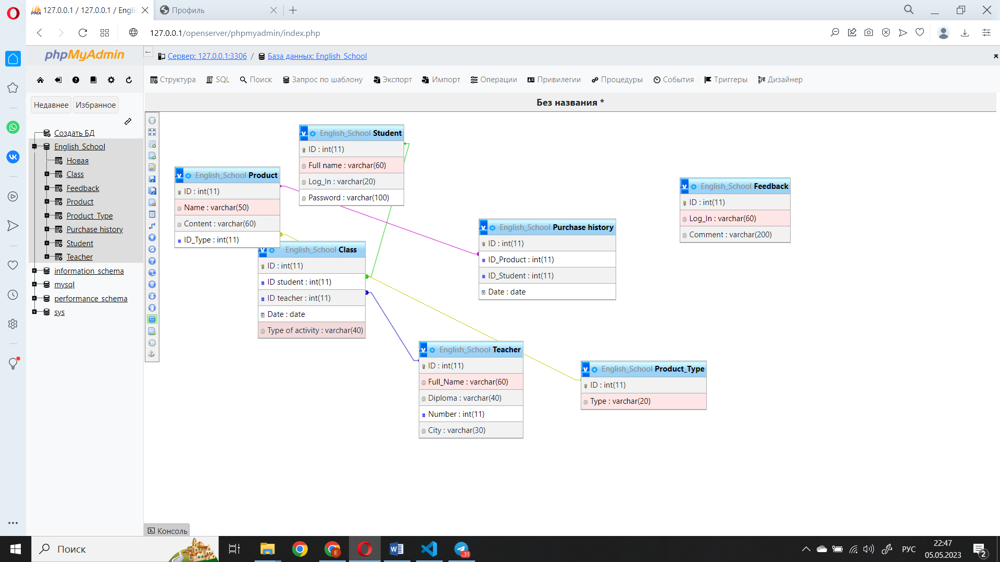 127.0.0.1 / 127.0.0.1 / Engli
Профиль
127.0.0.1/openserver/phpmyadmin/index.php
phpMyAdmin
Сервер: 127.0.0.1:3306 / База данных: English_School
Структура SQL Поиск Запрос по шаблону Экспорт Импорт Операции Привилегии Процедуры События Триггеры Дизайнер
Без названия *
Недавнее Избранное
Создать БД
English_School
Новая
Class
Feedback
Product
Product_Type
Purchase history
Student
Teacher
information_schema
mysql
performance_schema
sys
v English_School Student
ID : int(11)
Full name : varchar(60)
Log_In : varchar(20)
Password : varchar(100)
v English_School Product
ID : int(11)
Name : varchar(50)
Content : varchar(60)
# ID_Type : int(11)
v English_School Class
ID : int(11)
# ID student : int(11)
# ID teacher : int(11)
Date : date
Type of activity : varchar(40)
v English_School Purchase history
ID : int(11)
# ID_Product : int(11)
# ID_Student : int(11)
Date : date
v English_School Feedback
ID : int(11)
Log_In : varchar(60)
Comment : varchar(200)
v English_School Teacher
ID : int(11)
Full_Name : varchar(60)
Diploma : varchar(40)
# Number : int(11)
City : varchar(30)
v English_School Product_Type
ID : int(11)
Type : varchar(20)
Консоль
Поиск
РУС
22:47
05.05.2023
2
E
..31